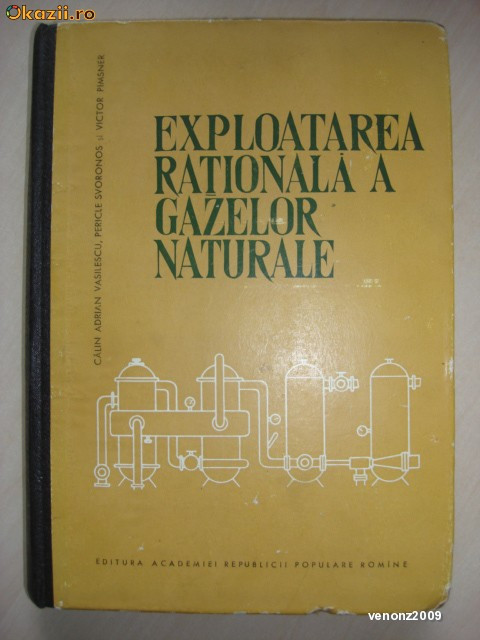 Okazii.ro
CĂLIN ADRIAN VASILESCU, PERICLE SVORONOS și VICTOR PIMSNER
EXPLOATAREA
RAȚIONALĂ A
GAZELOR
NATURALE
EDITURA ACADEMIEI REPUBLICII POPULARE ROMÎNE
venonz2009